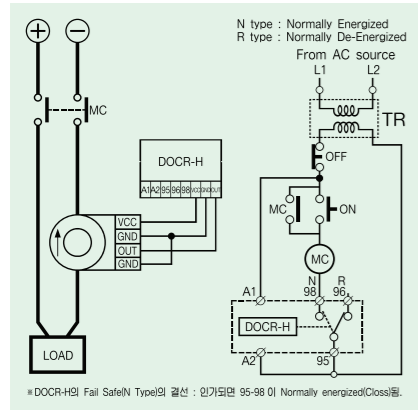 N type : Normally Energized
R type : Normally De-Energized
From AC source
L1 L2
TR
OFF
MC
DOCR-H
A1 A2 95 96 98 VCC GND OUT
MC ON
VCC
GND
OUT
GND
MC
N R
A1 98 96
DOCR-H
A2 95
LOAD
※DOCR-H의 Fail Safe(N Type)의 결선 : 인가되면 95-98 이 Normally energized(Closs)됨.